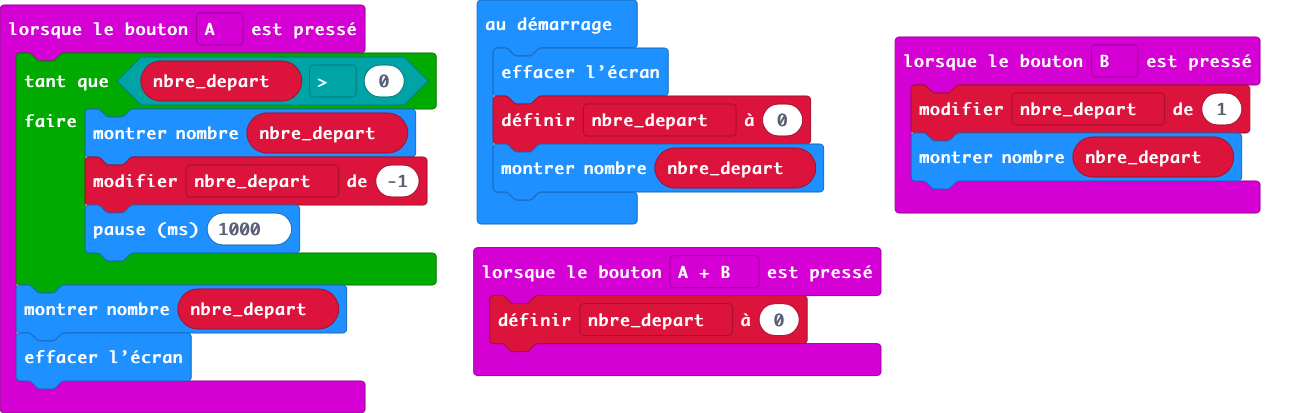 lorsque le bouton A est pressé
tant que nbre_depart > 0
faire
montrer nombre nbre_depart
modifier nbre_depart de -1
pause (ms) 1000
montrer nombre nbre_depart
effacer l’écran
au démarrage
effacer l’écran
définir nbre_depart à 0
montrer nombre nbre_depart
lorsque le bouton A + B est pressé
définir nbre_depart à 0
lorsque le bouton B est pressé
modifier nbre_depart de 1
montrer nombre nbre_depart